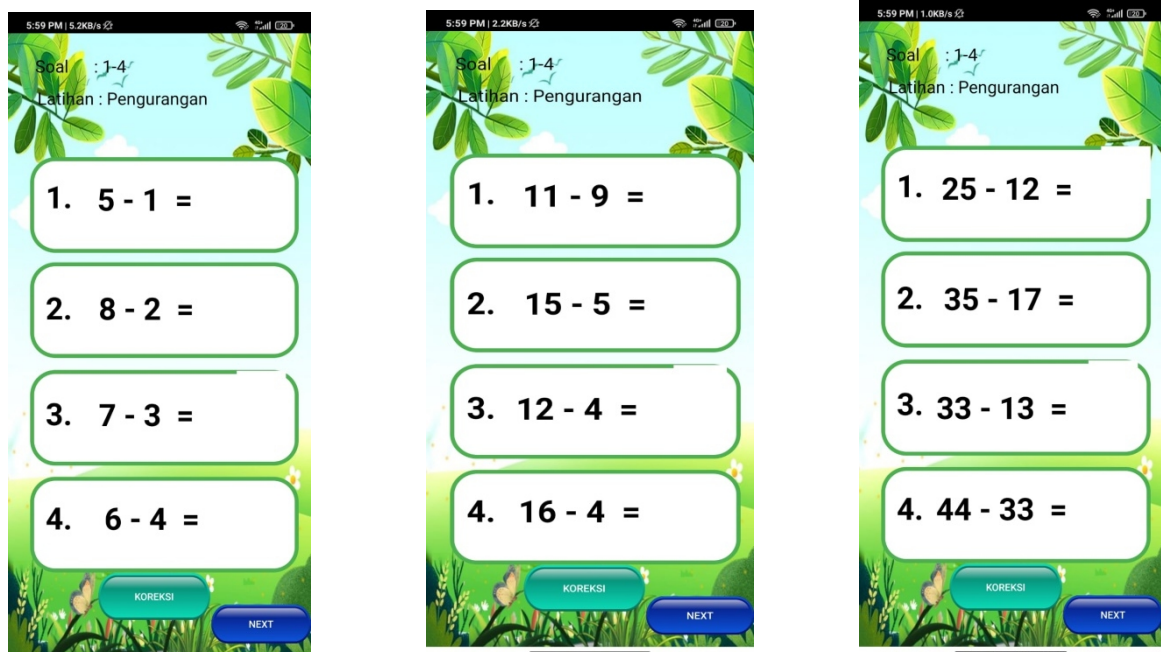 5:59 PM | 5.2KB/s
Soal : 1-4
Latihan : Pengurangan
1. 5 - 1 =
2. 8 - 2 =
3. 7 - 3 =
4. 6 - 4 =
KOREKSI
NEXT
5:59 PM | 2.2KB/s
Soal : 1-4
Latihan : Pengurangan
1. 11 - 9 =
2. 15 - 5 =
3. 12 - 4 =
4. 16 - 4 =
KOREKSI
NEXT
5:59 PM | 1.0KB/s
Soal : 1-4
Latihan : Pengurangan
1. 25 - 12 =
2. 35 - 17 =
3. 33 - 13 =
4. 44 - 33 =
KOREKSI
NEXT